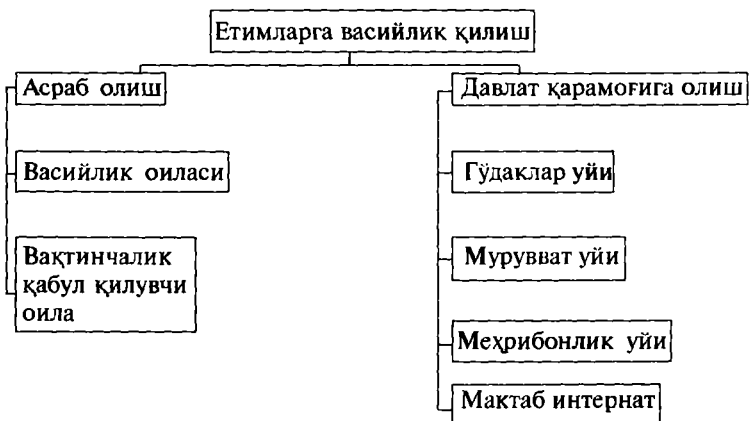 Етимларга васийлик қилиш
Асраб олиш
Васийлик оиласи
Вақтинчалик
қабул қилувчи
оила
Давлат қарамоғига олиш
Гўдаклар уйи
Мурувват уйи
Меҳрибонлик уйи
Мактаб интернат